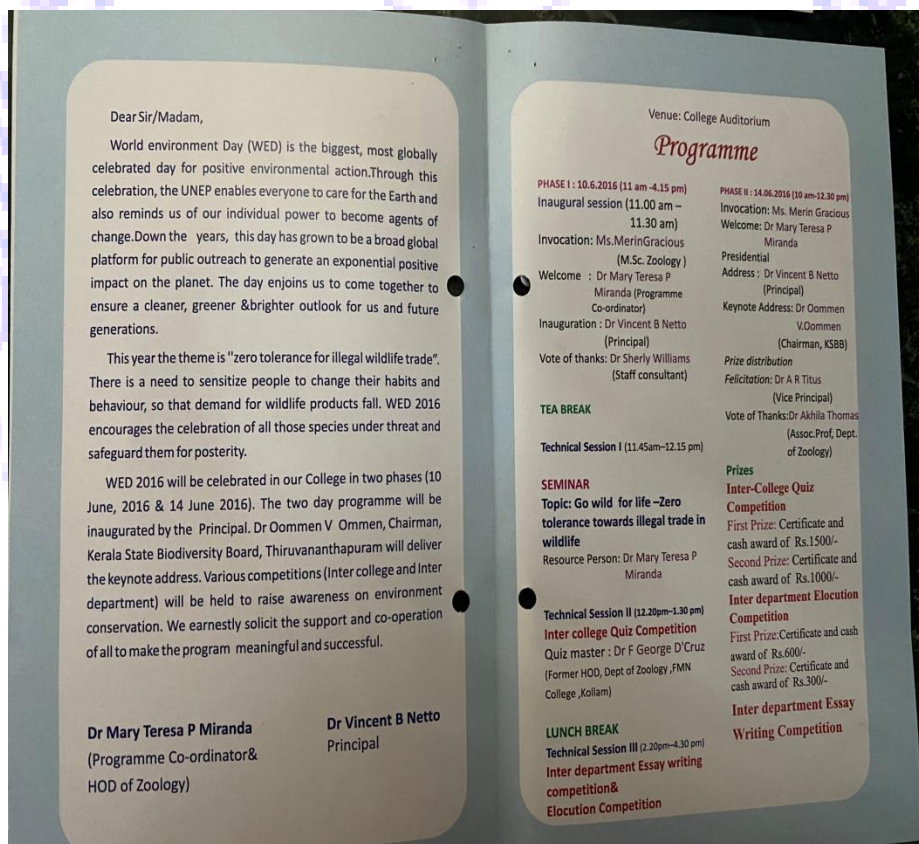 Dear Sir/Madam,
World environment Day (WED) is the biggest, most globally
celebrated day for positive environmental action.Through this
celebration, the UNEP enables everyone to care for the Earth and
also reminds us of our individual power to become agents of
change.Down the years, this day has grown to be a broad global
platform for public outreach to generate an exponential positive
impact on the planet. The day enjoins us to come together to
ensure a cleaner, greener &brighter outlook for us and future
generations.
This year the theme is "zero tolerance for illegal wildlife trade".
There is a need to sensitize people to change their habits and
behaviour, so that demand for wildlife products fall. WED 2016
encourages the celebration of all those species under threat and
safeguard them for posterity.
WED 2016 will be celebrated in our College in two phases (10
June, 2016 & 14 June 2016). The two day programme will be
inaugurated by the Principal. Dr Oommen V Ommen, Chairman,
Kerala State Biodiversity Board, Thiruvananthapuram will deliver
the keynote address. Various competitions (Inter college and Inter
department) will be held to raise awareness on environment
conservation. We earnestly solicit the support and co-operation
of all to make the program meaningful and successful.
Dr Mary Teresa P Miranda
(Programme Co-ordinator&
HOD of Zoology)
Dr Vincent B Netto
Principal
Venue: College Auditorium
Programme
PHASE I : 10.6.2016 (11 am -4.15 pm)
Inaugural session (11.00 am –
11.30 am)
Invocation: Ms.MerinGracious
(M.Sc. Zoology )
Welcome : Dr Mary Teresa P
Miranda (Programme
Co-ordinator)
Inauguration : Dr Vincent B Netto
(Principal)
Vote of thanks: Dr Sherly Williams
(Staff consultant)
TEA BREAK
Technical Session I (11.45am–12.15 pm)
SEMINAR
Topic: Go wild for life –Zero
tolerance towards illegal trade in
wildlife
Resource Person: Dr Mary Teresa P
Miranda
Technical Session II (12.20pm–1.30 pm)
Inter college Quiz Competition
Quiz master : Dr F George D'Cruz
(Former HOD, Dept of Zoology ,FMN
College ,Kollam)
LUNCH BREAK
Technical Session III (2.20pm–4.30 pm)
Inter department Essay writing
competition&
Elocution Competition
PHASE II : 14.06.2016 (10 am-12.30 pm)
Invocation: Ms. Merin Gracious
Welcome: Dr Mary Teresa P
Miranda
Presidential
Address : Dr Vincent B Netto
(Principal)
Keynote Address: Dr Oommen
V.Oommen
(Chairman, KSBB)
Prize distribution
Felicitation: Dr A R Titus
(Vice Principal)
Vote of Thanks:Dr Akhila Thomas
(Assoc.Prof, Dept.
of Zoology)
Prizes
Inter-College Quiz
Competition
First Prize: Certificate and
cash award of Rs.1500/-
Second Prize: Certificate and
cash award of Rs.1000/-
Inter department Elocution
Competition
First Prize:Certificate and cash
award of Rs.600/-
Second Prize: Certificate and
cash award of Rs.300/-
Inter department Essay
Writing Competition